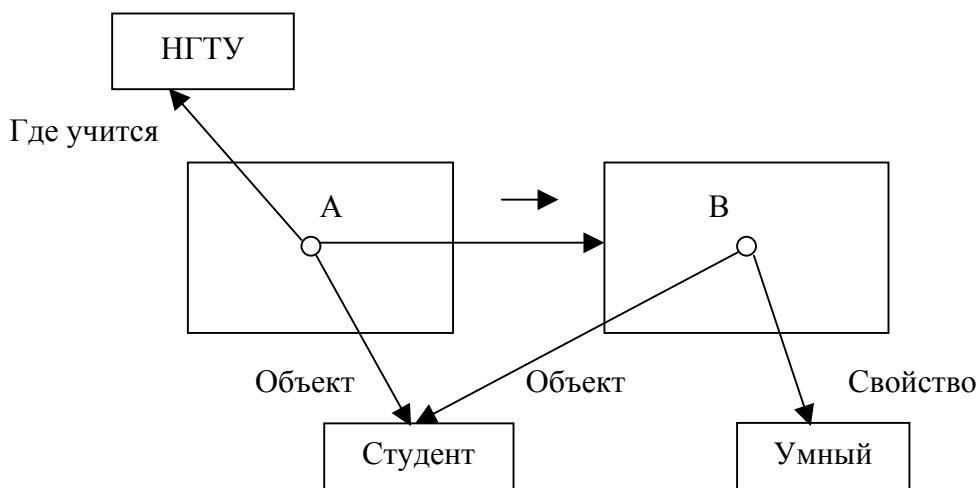 НГТУ
Где учится
А В
Объект Объект Свойство
Студент Умный